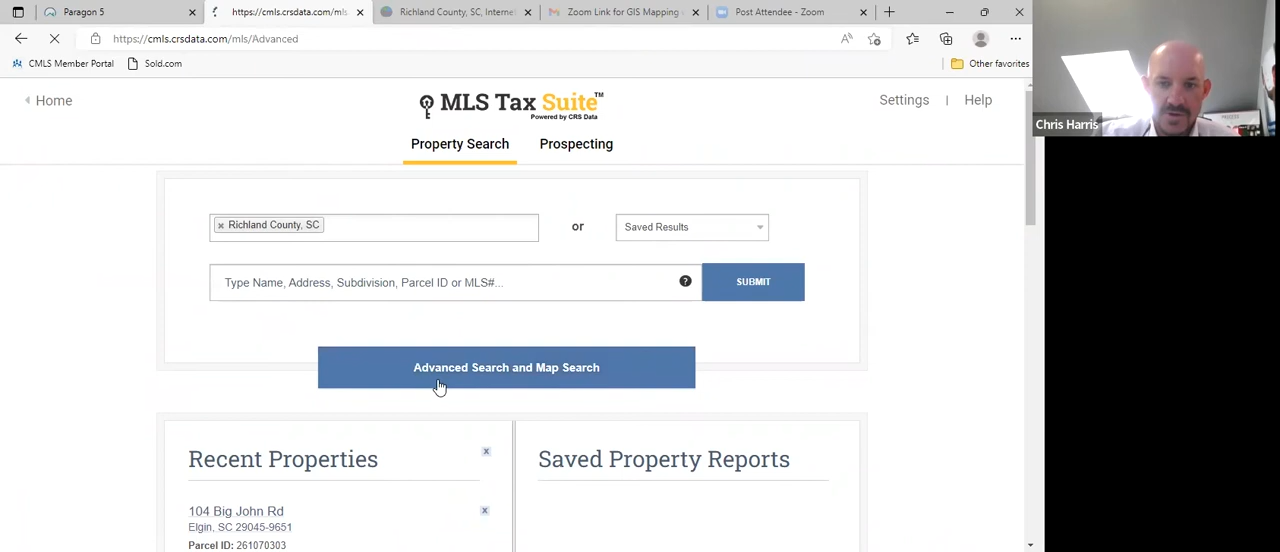 Paragon 5
https://cmls.crsdata.com/mls
Richland County, SC, Interne
Zoom Link for GIS Mapping
Post Attendee - Zoom
https://cmls.crsdata.com/mls/Advanced
CMLS Member Portal
Sold.com
Other favorites
Home
MLS Tax Suite™
Powered by CRS Data
Settings | Help
Property Search
Prospecting
Richland County, SC
or
Saved Results
Type Name, Address, Subdivision, Parcel ID or MLS#...
?
SUBMIT
Advanced Search and Map Search
Recent Properties
x
Saved Property Reports
104 Big John Rd
x
Elgin, SC 29045-9651
Parcel ID: 261070303
Chris Harris